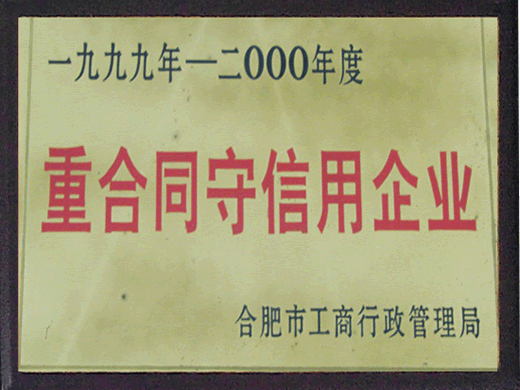 一九九九年—二000年度
重合同守信用企业
合肥市工商行政管理局